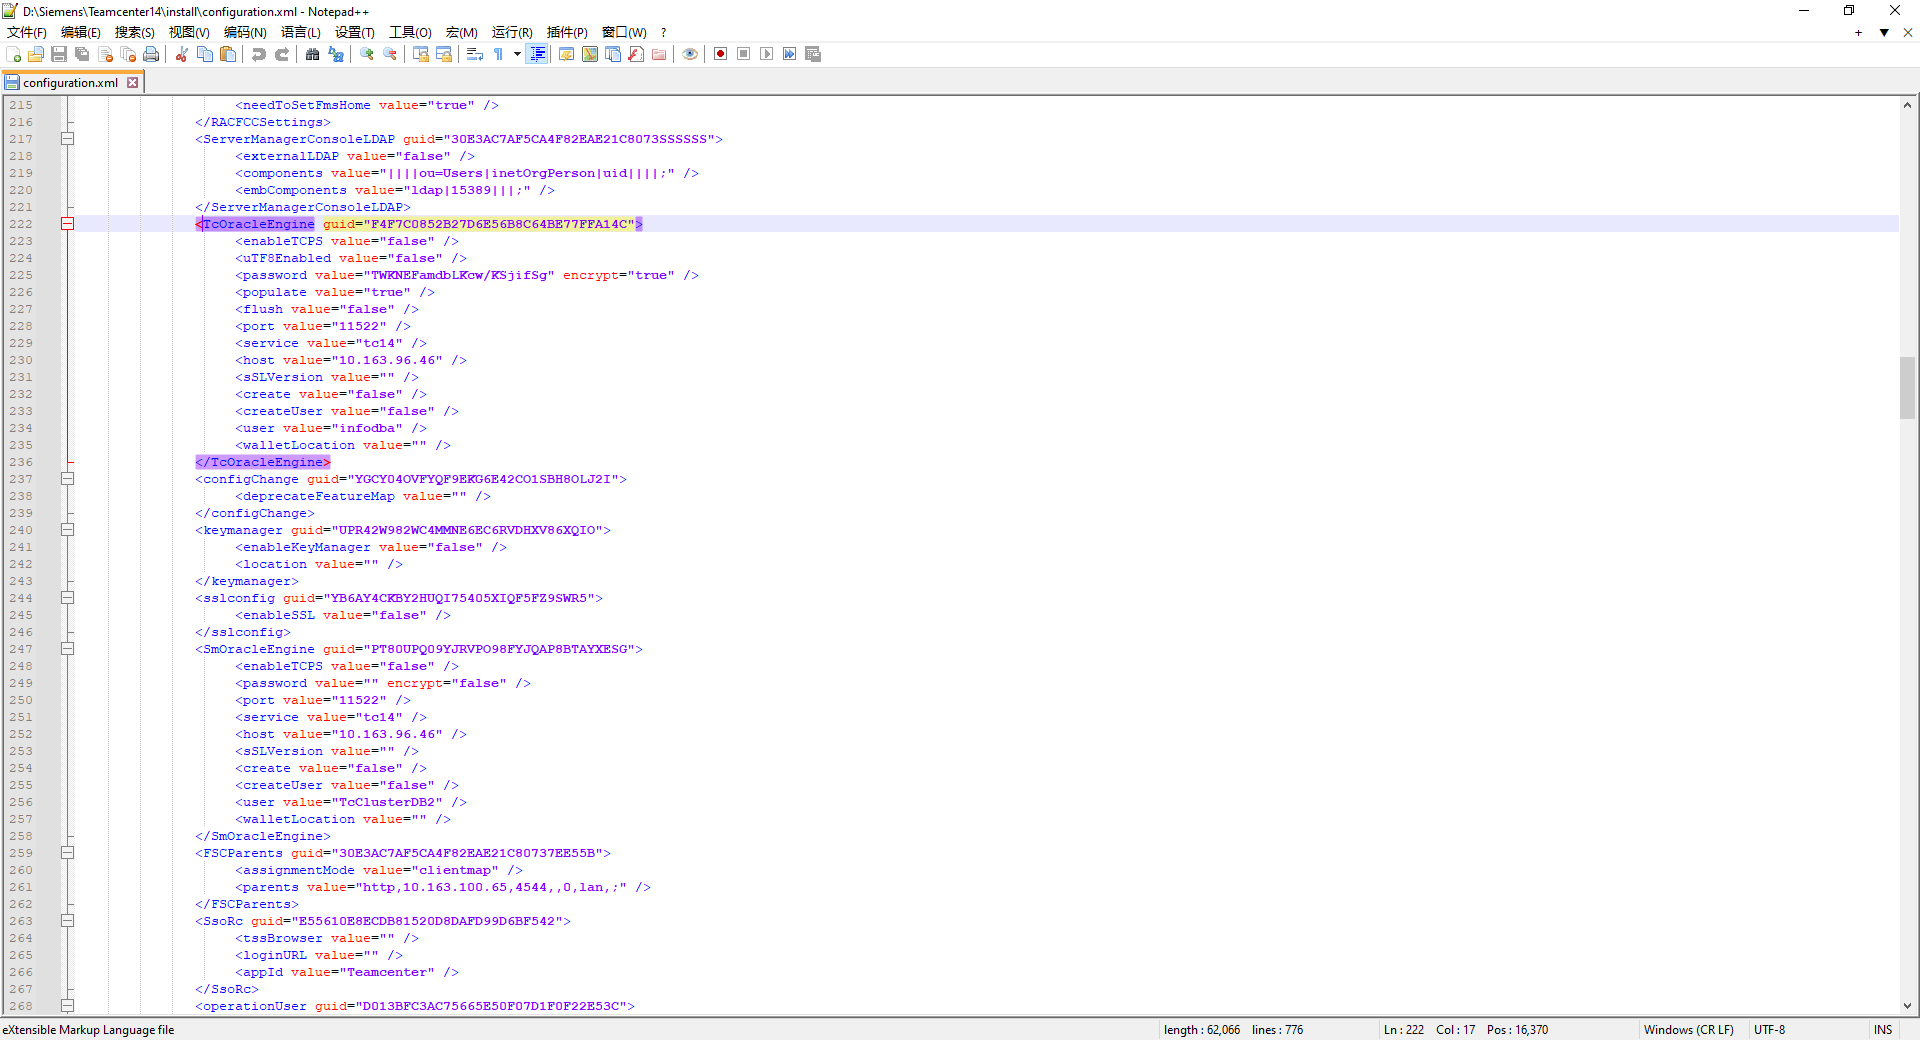 D:\Siemens\Teamcenter14\install\configuration.xml - Notepad++
文件(F) 编辑(E) 搜索(S) 视图(V) 编码(N) 语言(L) 设置(T) 工具(O) 宏(M) 运行(R) 插件(P) 窗口(W) ?
configuration.xml
215 <needToSetFmsHome value="true" />
216 </RACFCCSettings>
217 <ServerManagerConsoleLDAP guid="30E3AC7AF5CA4F82EAE21C8073SSSSSS">
218 <externalLDAP value="false" />
219 <components value="||||ou=Users|inetOrgPerson|uid||||;" />
220 <embComponents value="ldap|15389|||;" />
221 </ServerManagerConsoleLDAP>
222 <TcOracleEngine guid="F4F7C0852B27D6E56B8C64BE77FFA14C">
223 <enableTCPS value="false" />
224 <uTF8Enabled value="false" />
225 <password value="TWKNEFamdbLKcw/KSjifSg" encrypt="true" />
226 <populate value="true" />
227 <flush value="false" />
228 <port value="11522" />
229 <service value="tc14" />
230 <host value="10.163.96.46" />
231 <sSLVersion value="" />
232 <create value="false" />
233 <createUser value="false" />
234 <user value="infodba" />
235 <walletLocation value="" />
236 </TcOracleEngine>
237 <configChange guid="YGCY04OVFYQF9EKG6E42CO1SBH8OLJ2I">
238 <deprecateFeatureMap value="" />
239 </configChange>
240 <keymanager guid="UPR42W982WC4MMNE6EC6RVDHXV86XQIO">
241 <enableKeyManager value="false" />
242 <location value="" />
243 </keymanager>
244 <sslconfig guid="YB6AY4CKBY2HUQI75405XIQF5FZ9SWR5">
245 <enableSSL value="false" />
246 </sslconfig>
247 <SmOracleEngine guid="PT80UPQ09YJRVPO98FYJQAP8BTAYXESG">
248 <enableTCPS value="false" />
249 <password value="" encrypt="false" />
250 <port value="11522" />
251 <service value="tc14" />
252 <host value="10.163.96.46" />
253 <sSLVersion value="" />
254 <create value="false" />
255 <createUser value="false" />
256 <user value="TcClusterDB2" />
257 <walletLocation value="" />
258 </SmOracleEngine>
259 <FSCParents guid="30E3AC7AF5CA4F82EAE21C80737EE55B">
260 <assignmentMode value="clientmap" />
261 <parents value="http,10.163.100.65,4544,,0,lan,;" />
262 </FSCParents>
263 <SsoRc guid="E55610E8ECDB81520D8DAFD99D6BF542">
264 <tssBrowser value="" />
265 <loginURL value="" />
266 <appId value="Teamcenter" />
267 </SsoRc>
268 <operationUser guid="D013BFC3AC75665E50F07D1F0F22E53C">
eXtensible Markup Language file length : 62,066 lines : 776 Ln : 222 Col : 17 Pos : 16,370 Windows (CR LF) UTF-8 INS